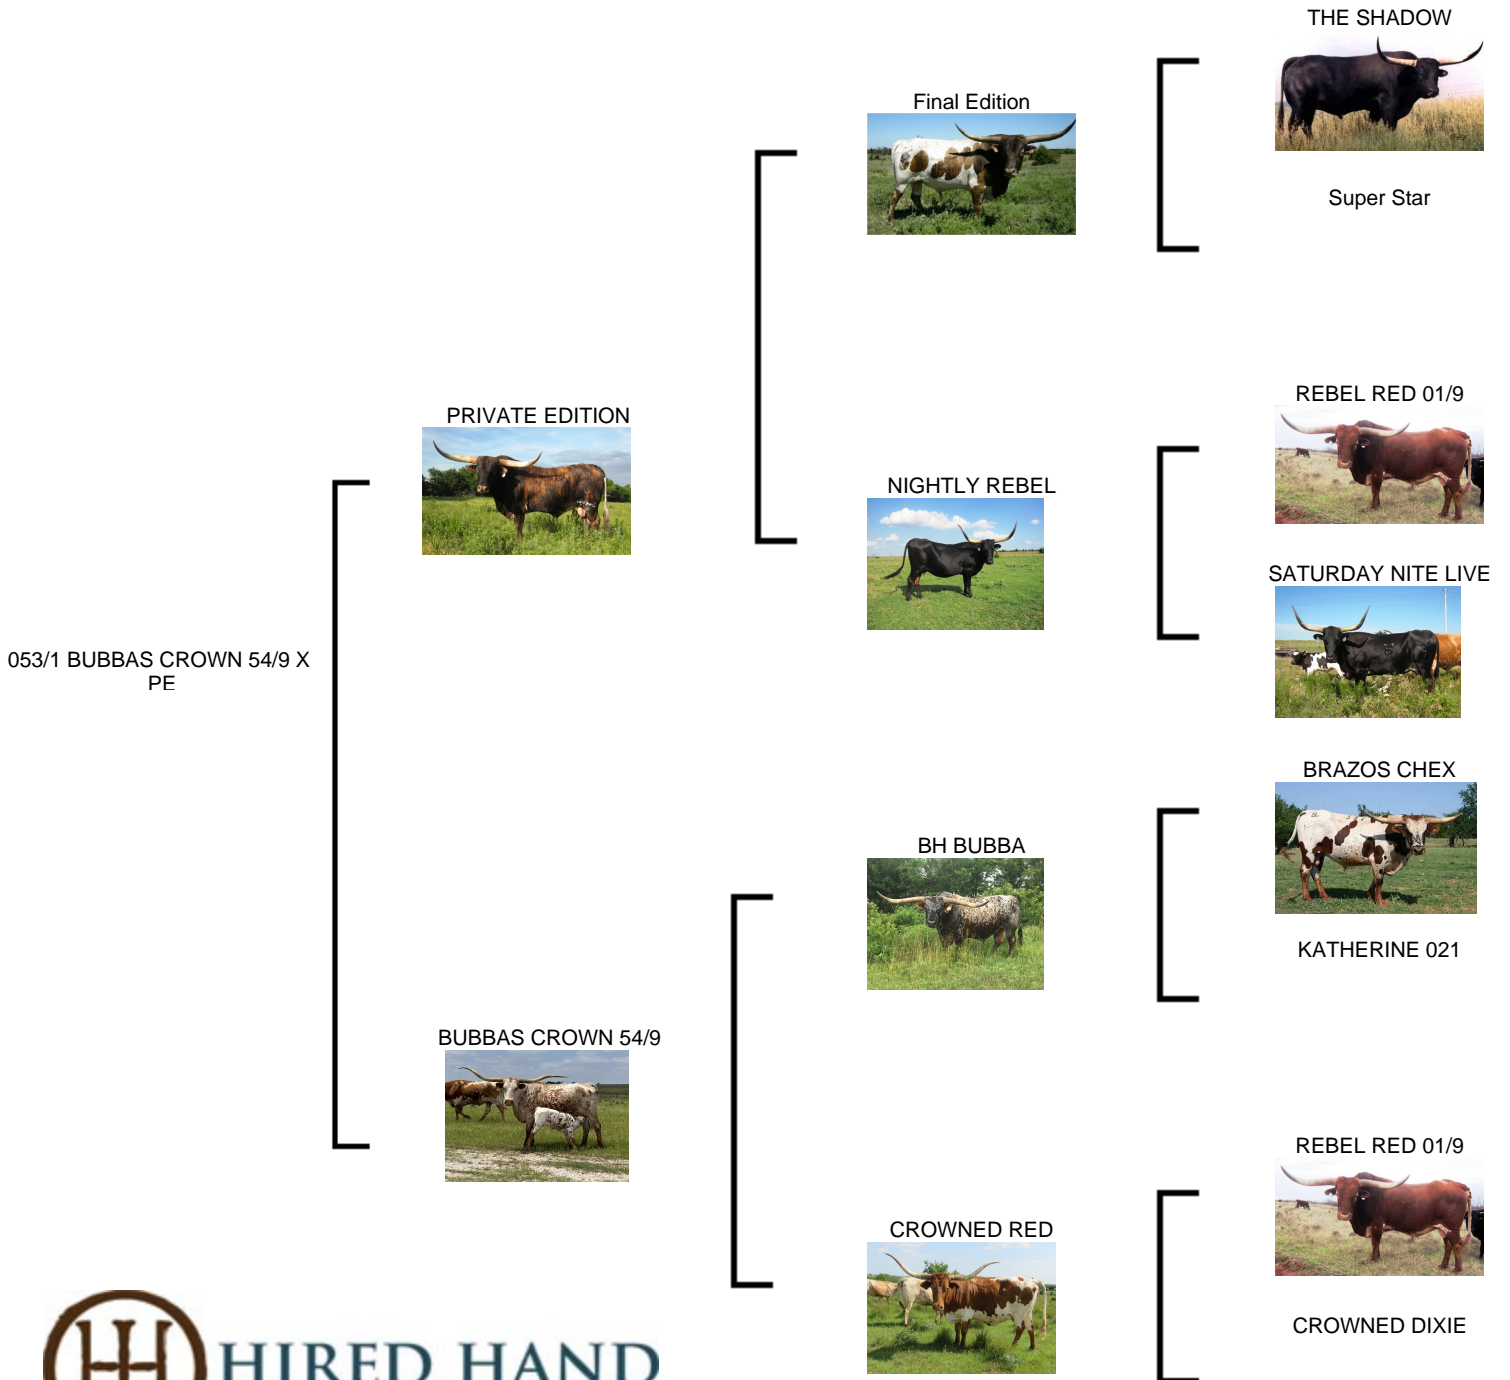 THE SHADOW
Final Edition
Super Star
PRIVATE EDITION
REBEL RED 01/9
NIGHTLY REBEL
SATURDAY NITE LIVE
053/1 BUBBAS CROWN 54/9 X
PE
BRAZOS CHEX
BH BUBBA
KATHERINE 021
BUBBAS CROWN 54/9
REBEL RED 01/9
CROWNED RED
CROWNED DIXIE
HIRED HAND